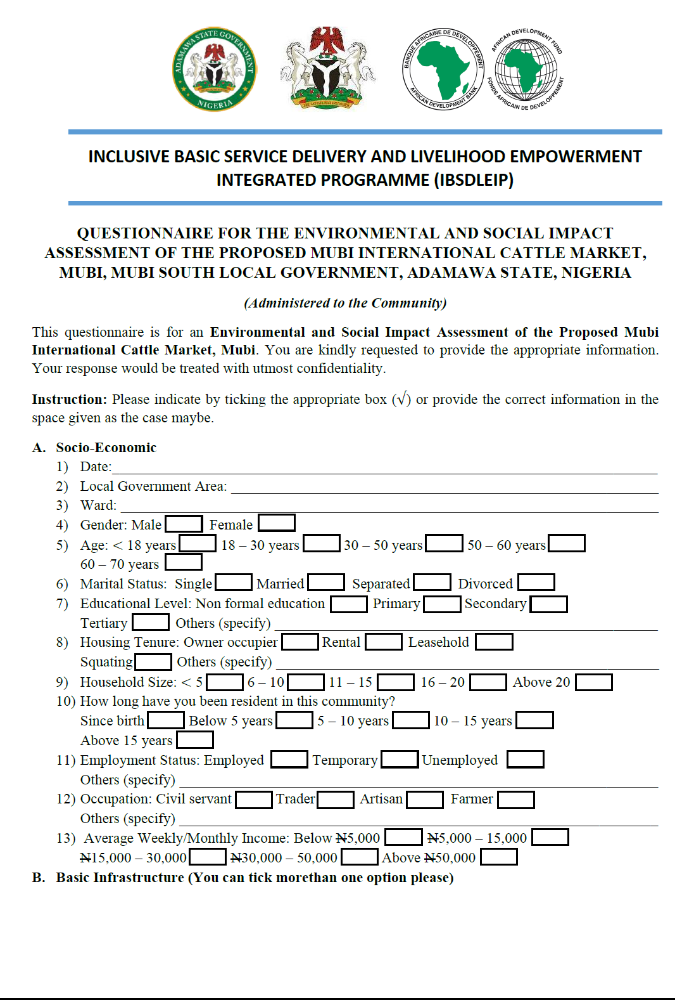 ADAMAWA STATE GOVERNMENT
NIGERIA
BANQUE AFRICAINE DE DEVELOPPEMENT
AFRICAN DEVELOPMENT BANK
AFRICAN DEVELOPMENT FUND
FONDS AFRICAIN DE DEVELOPPEMENT
INCLUSIVE BASIC SERVICE DELIVERY AND LIVELIHOOD EMPOWERMENT
INTEGRATED PROGRAMME (IBSDLEIP)
QUESTIONNAIRE FOR THE ENVIRONMENTAL AND SOCIAL IMPACT
ASSESSMENT OF THE PROPOSED MUBI INTERNATIONAL CATTLE MARKET,
MUBI, MUBI SOUTH LOCAL GOVERNMENT, ADAMAWA STATE, NIGERIA
(Administered to the Community)
This questionnaire is for an Environmental and Social Impact Assessment of the Proposed Mubi
International Cattle Market, Mubi. You are kindly requested to provide the appropriate information.
Your response would be treated with utmost confidentiality.
Instruction: Please indicate by ticking the appropriate box (√) or provide the correct information in the
space given as the case maybe.
A. Socio-Economic
1) Date:
2) Local Government Area:
3) Ward:
4) Gender: Male Female
5) Age: < 18 years 18 – 30 years 30 – 50 years 50 – 60 years
60 – 70 years
6) Marital Status: Single Married Separated Divorced
7) Educational Level: Non formal education Primary Secondary
Tertiary Others (specify)
8) Housing Tenure: Owner occupier Rental Leasehold
Squating Others (specify)
9) Household Size: < 5 6 – 10 11 – 15 16 – 20 Above 20
10) How long have you been resident in this community?
Since birth Below 5 years 5 – 10 years 10 – 15 years
Above 15 years
11) Employment Status: Employed Temporary Unemployed
Others (specify)
12) Occupation: Civil servant Trader Artisan Farmer
Others (specify)
13) Average Weekly/Monthly Income: Below ₦5,000 ₦5,000 – 15,000
₦15,000 – 30,000 ₦30,000 – 50,000 Above ₦50,000
B. Basic Infrastructure (You can tick morethan one option please)